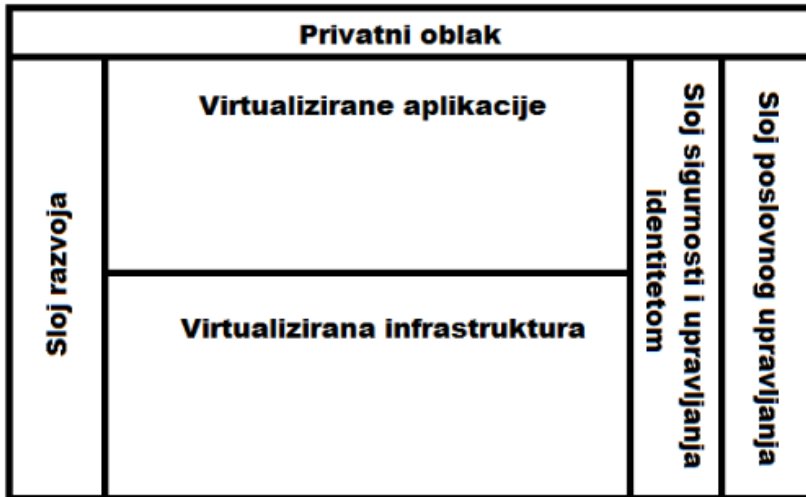 Privatni oblak
Sloj razvoja
Virtualizirane aplikacije
Virtualizirana infrastruktura
Sloj sigurnosti i upravljanja
identitetom
Sloj poslovnog upravljanja